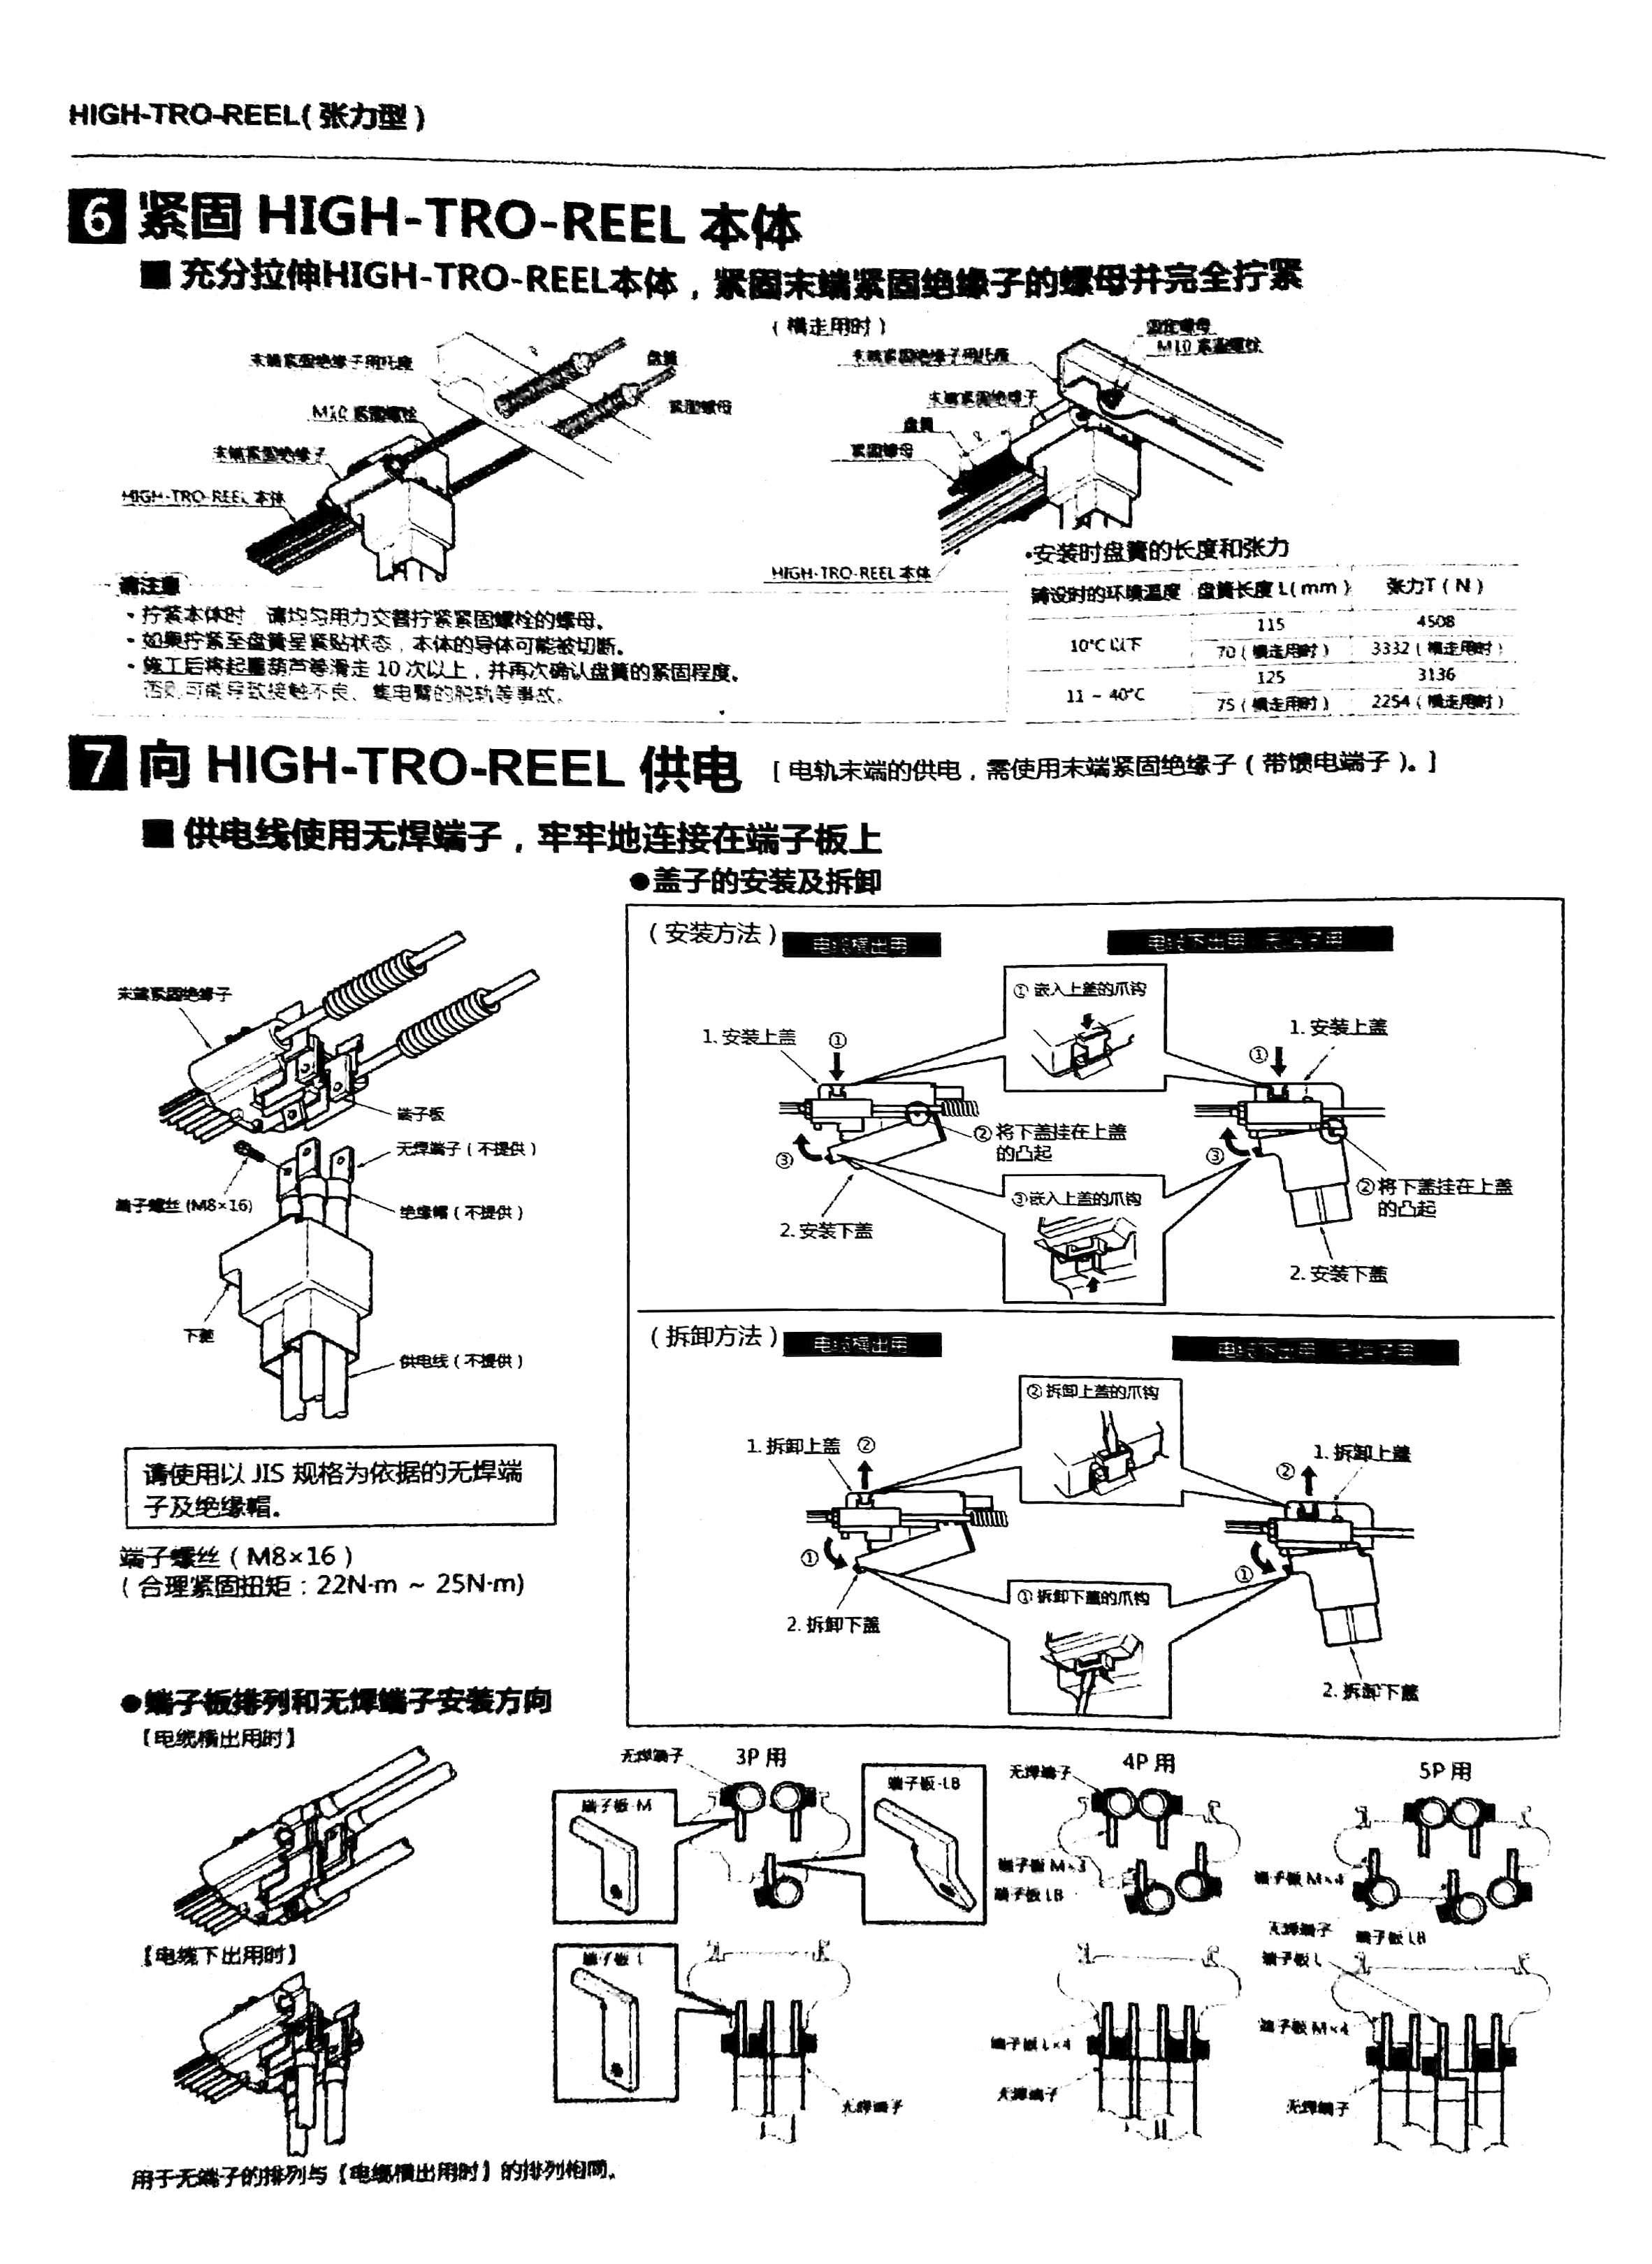 HIGH-TRO-REEL(张力型)
6 紧固 HIGH-TRO-REEL 本体
■ 充分拉伸HIGH-TRO-REEL本体，紧固末端紧固绝缘子的螺母并完全拧紧
末端紧固绝缘子用托座
盘簧
M10 紧固螺栓
紧固螺母
末端紧固绝缘子
HIGH-TRO-REEL 本体
(横走用时)
固定螺母
末端紧固绝缘子用托座
M10 紧固螺栓
末端紧固绝缘子
盘簧
紧固螺母
HIGH-TRO-REEL 本体
请注意
·拧紧本体时 请均匀用力交替拧紧紧固螺栓的螺母。
·如果拧紧至盘簧呈紧贴状态，本体的导体可能被切断。
·施工后将起重葫芦等滑走 10 次以上，并再次确认盘簧的紧固程度。
否则可能导致接触不良、集电臂的脱轨等事故。
·安装时盘簧的长度和张力
铺设时的环境温度 盘簧长度 L(mm) 张力T(N)
10℃ 以下 115 4508
70(横走用时) 3332(横走用时)
11 ~ 40℃ 125 3136
75(横走用时) 2254(横走用时)
7 向 HIGH-TRO-REEL 供电 [电轨末端的供电，需使用末端紧固绝缘子(带馈电端子)。]
■ 供电线使用无焊端子，牢牢地连接在端子板上
末端紧固绝缘子
端子板
无焊端子(不提供)
端子螺丝(M8×16)
绝缘帽(不提供)
下盖
供电线(不提供)
请使用以 JIS 规格为依据的无焊端
子及绝缘帽。
端子螺丝(M8×16)
(合理紧固扭矩：22N·m ~ 25N·m)
●盖子的安装及拆卸
(安装方法) 电缆横出用
电缆下出用
①嵌入上盖的爪钩
1. 安装上盖 ①
①
1. 安装上盖
②将下盖挂在上盖
的凸起
③
③
②将下盖挂在上盖
的凸起
③嵌入上盖的爪钩
2. 安装下盖
2. 安装下盖
(拆卸方法) 电缆横出用
电缆下出用
②拆卸上盖的爪钩
1. 拆卸上盖 ②
②
1. 拆卸上盖
①
①
①拆卸下盖的爪钩
2. 拆卸下盖
2. 拆卸下盖
●端子板排列和无焊端子安装方向
【电缆横出用时】
无焊端子
3P 用
端子板-M
端子板-LB
无焊端子
4P 用
端子板 M×3
端子板 LB
5P 用
端子板 M×4
无焊端子
端子板 LB
【电缆下出用时】
端子板 L
无焊端子
端子板 L×4
无焊端子
端子板 L
端子板 M×4
无焊端子
用于无端子的排列与【电缆横出用时】的排列相同。